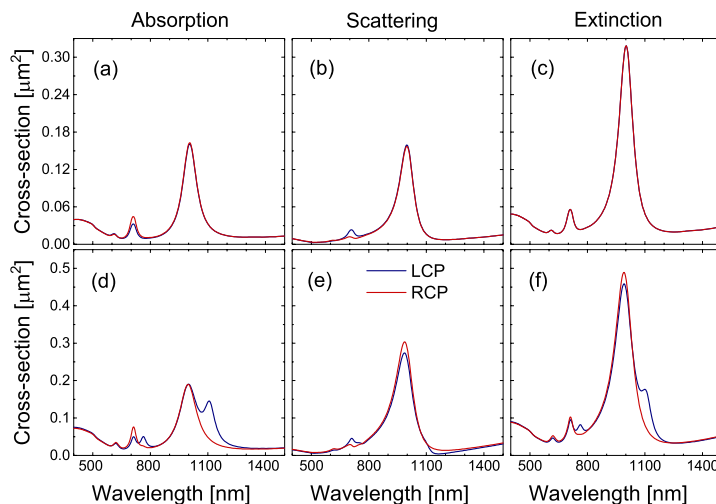 Absorption Scattering Extinction
(a) (b) (c)
Cross-section [μm²]
0.30
0.24
0.18
0.12
0.06
0.00
(d) (e) (f)
LCP
RCP
Cross-section [μm²]
0.5
0.4
0.3
0.2
0.1
0.0
400 800 1100 1400 500 800 1100 1400 500 800 1100 1400
Wavelength [nm] Wavelength [nm] Wavelength [nm]